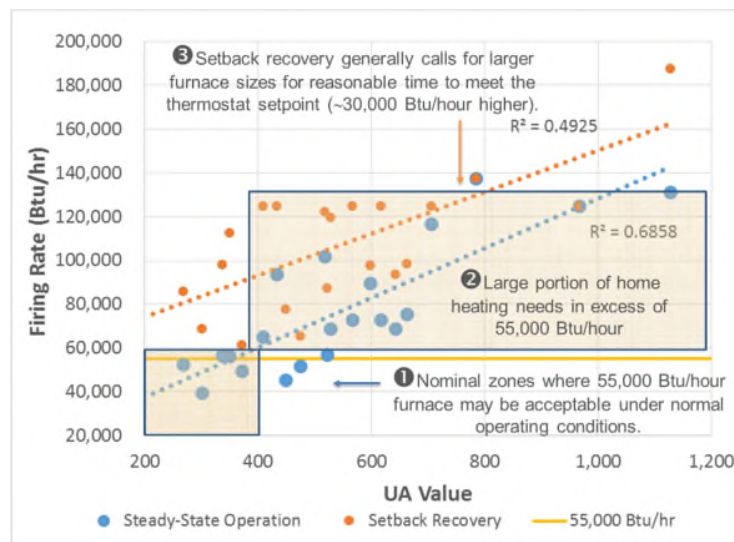 200,000
180,000
160,000
140,000
120,000
100,000
80,000
60,000
40,000
20,000
Firing Rate (Btu/hr)
❸Setback recovery generally calls for larger
furnace sizes for reasonable time to meet the
thermostat setpoint (~30,000 Btu/hour higher).
R² = 0.4925
R² = 0.6858
❷Large portion of home
heating needs in excess of
55,000 Btu/hour
❶Nominal zones where 55,000 Btu/hour
furnace may be acceptable under normal
operating conditions.
200
400
600
800
1,000
1,200
UA Value
Steady-State Operation
Setback Recovery
55,000 Btu/hr